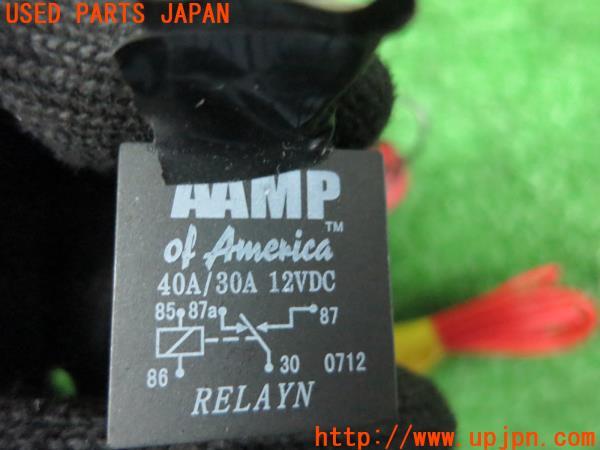 USED PARTS JAPAN
AAMP™
of America
40A/30A 12VDC
85 87a 87
86 30 0712
RELAYN
http://www.upjpn.com